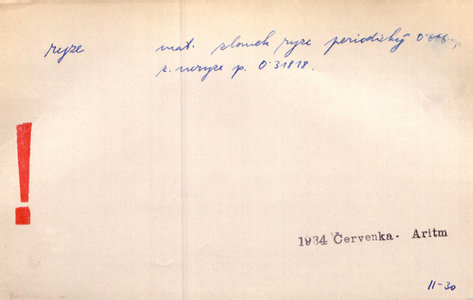 ryze mat. zlomek ryze periodický 0˙666..,
x. neryze p. 0˙31818.
!
1934 Červenka. Aritm
11-30